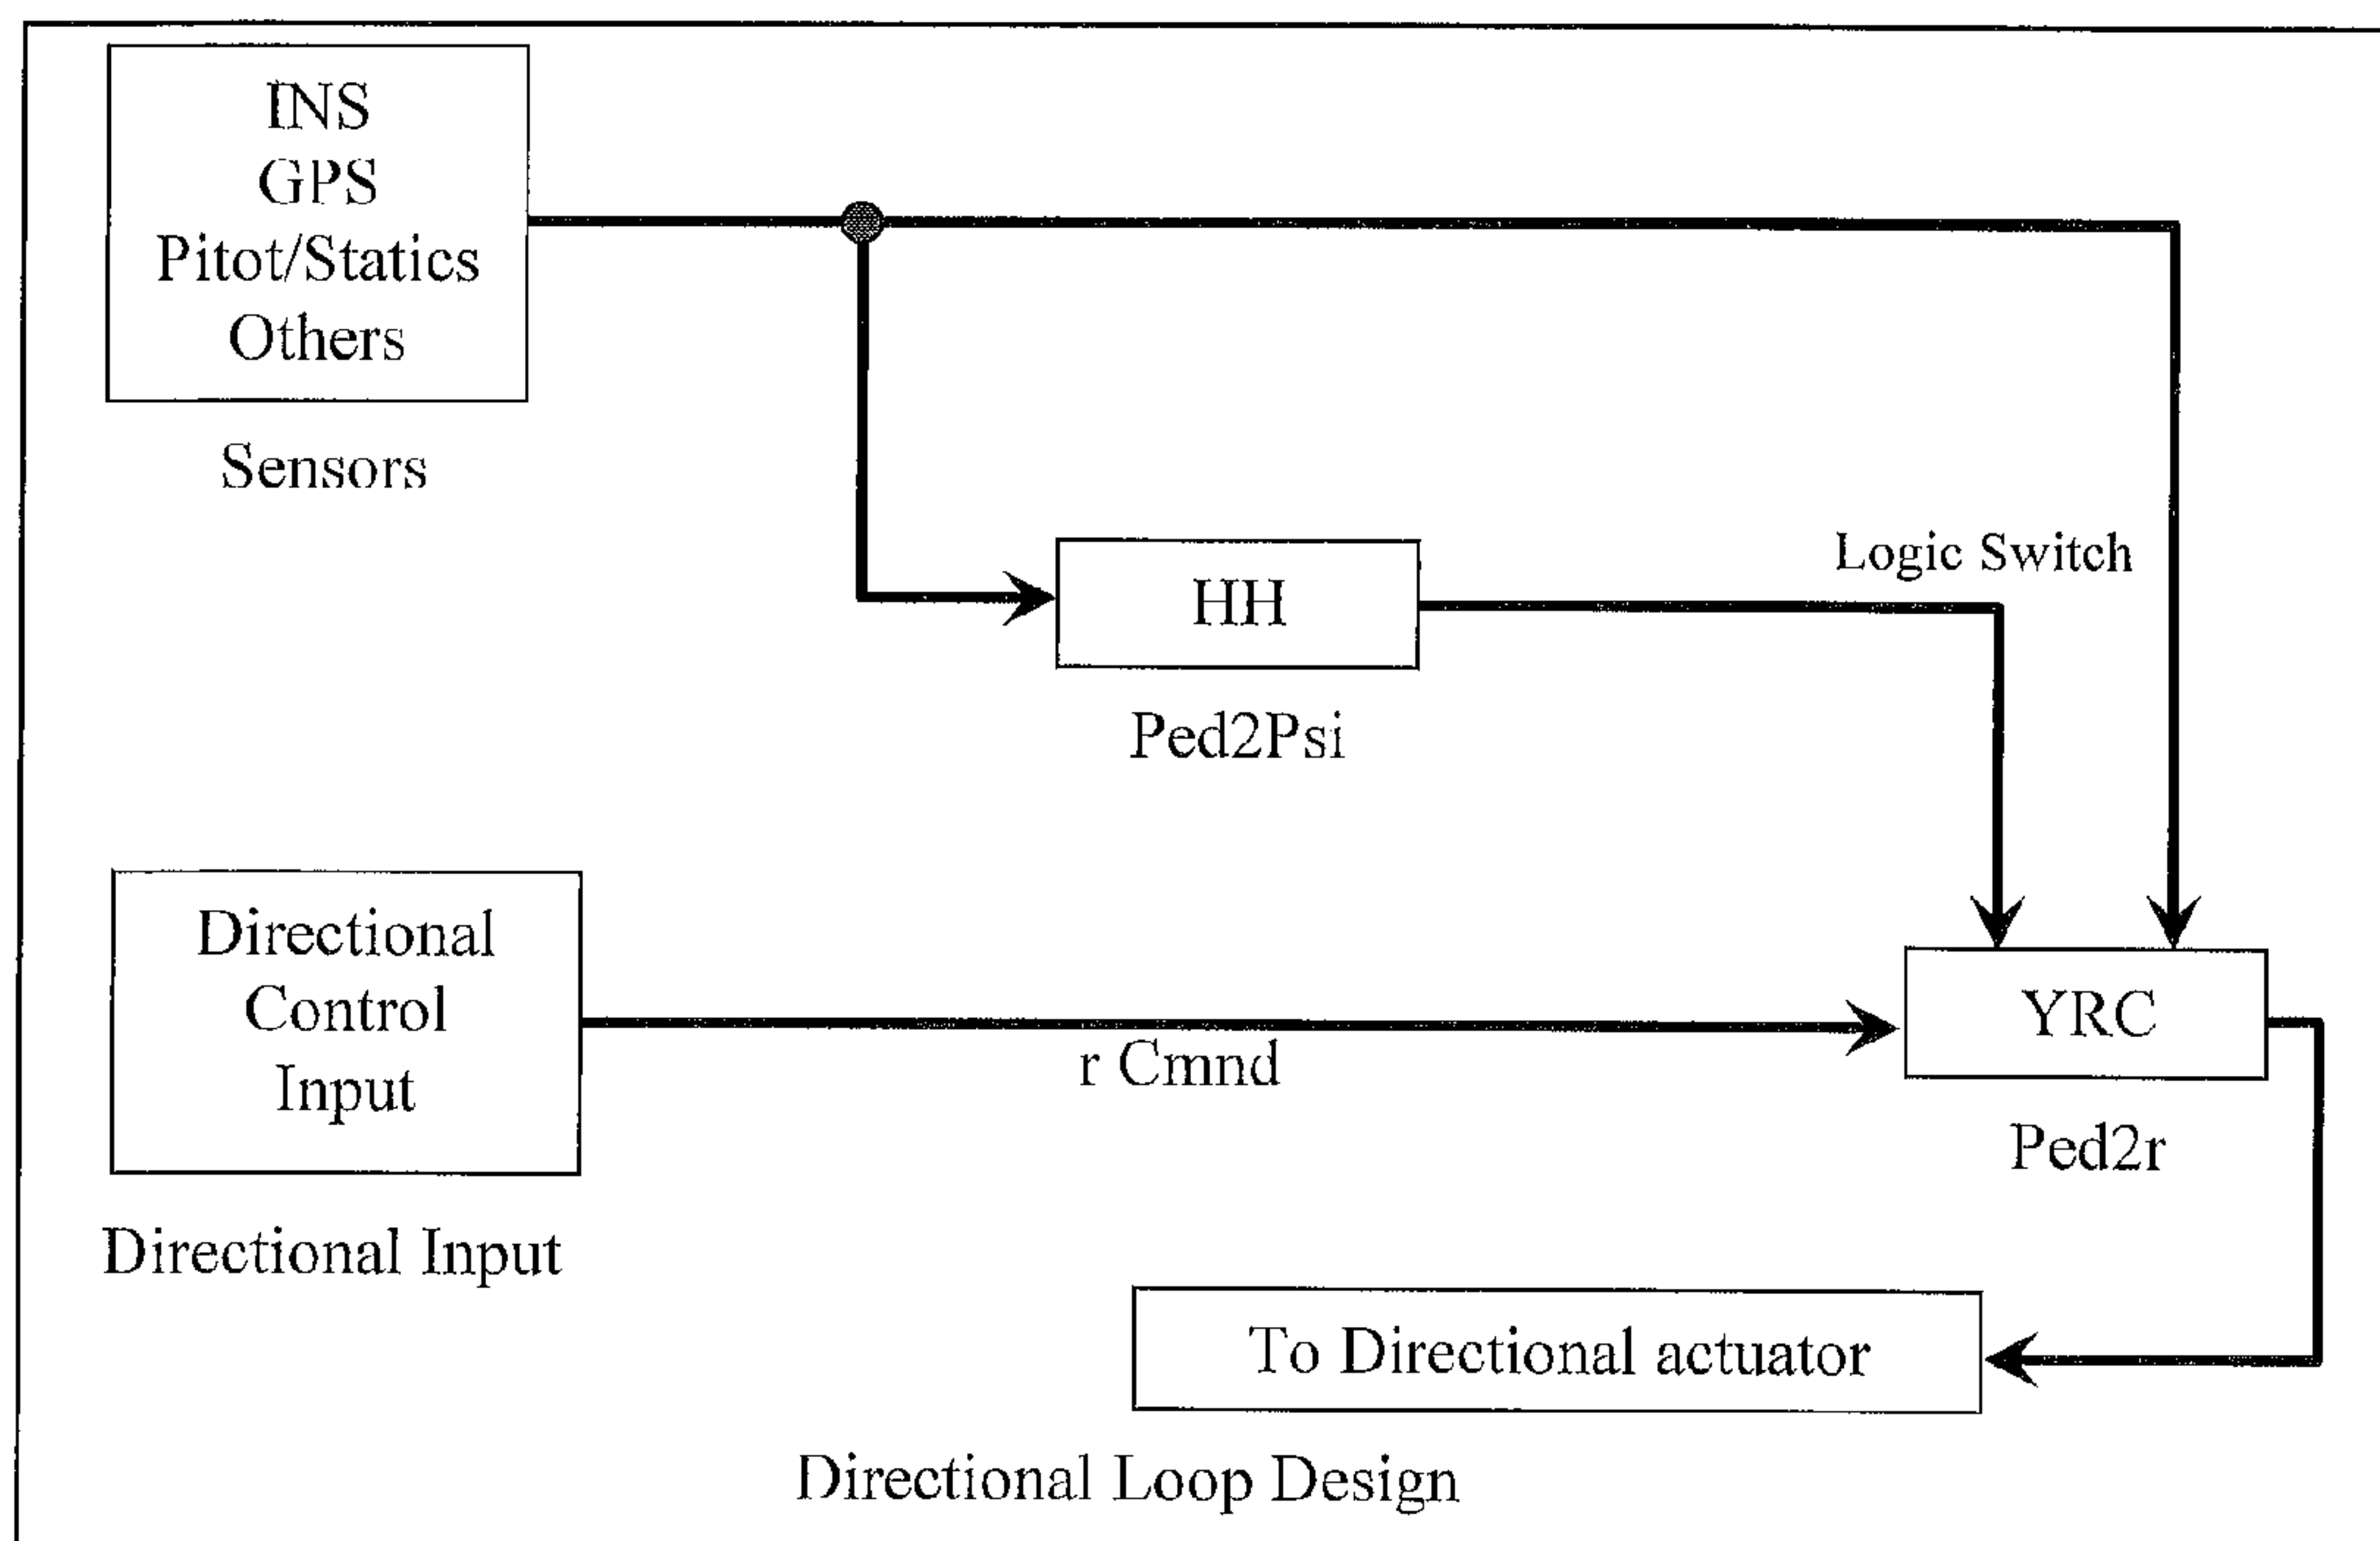 INS
GPS
Pitot/Statics
Others
Sensors
Logic Switch
HH
Ped2Psi
Directional
Control
Input
r Cmnd
YRC
Ped2r
Directional Input
To Directional actuator
Directional Loop Design